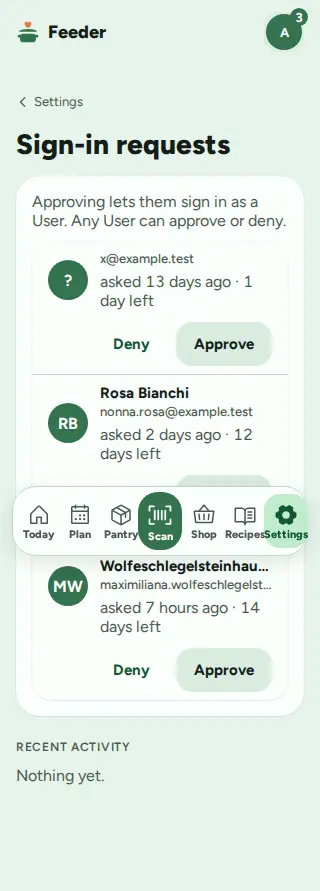 Feeder
A
3
Settings
Sign-in requests
Approving lets them sign in as a
User. Any User can approve or deny.
?
x@example.test
asked 13 days ago · 1
day left
Deny
Approve
RB
Rosa Bianchi
nonna.rosa@example.test
asked 2 days ago · 12
days left
Today
Plan
Pantry
Scan
Shop
Recipes
Settings
MW
Wolfeschlegelsteinhau...
maximiliana.wolfeschlegelst...
asked 7 hours ago · 14
days left
Deny
Approve
RECENT ACTIVITY
Nothing yet.